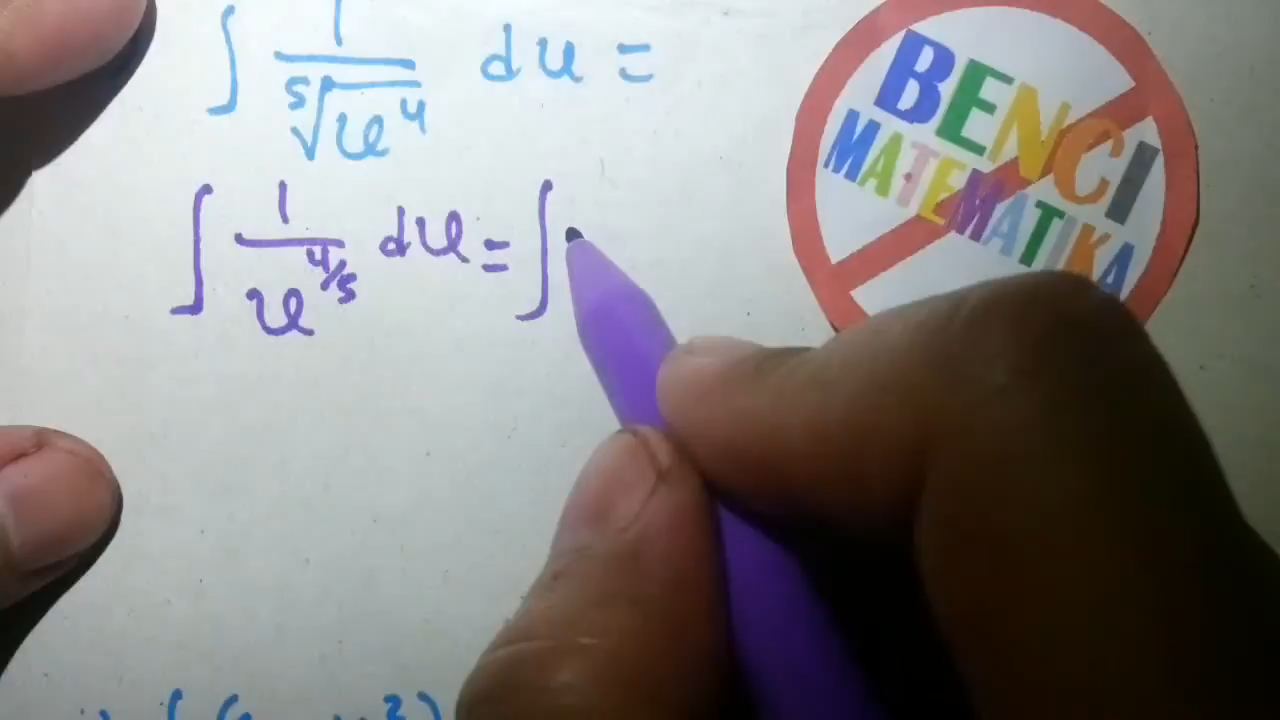 ∫ 1/⁵√u⁴ du =
∫ 1/u^4/5 du = ∫
BENCI
MATEMATIKA